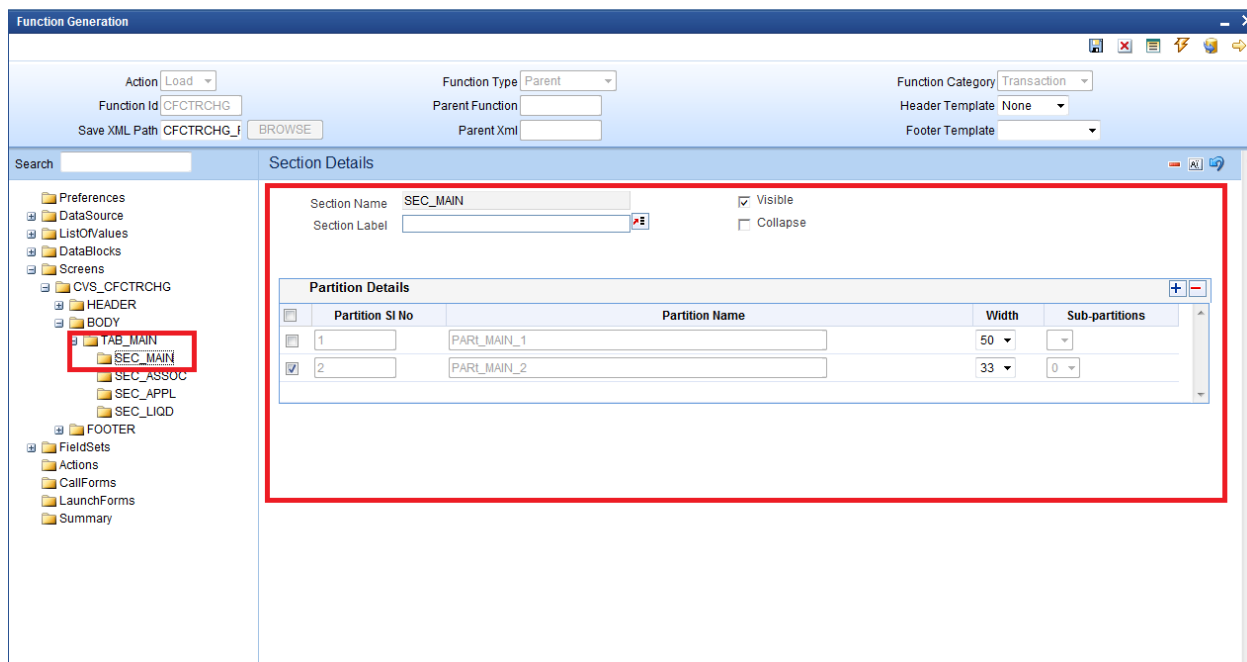 Function Generation
Action Load Function Type Parent Function Category Transaction
Function Id CFCTRCHG Parent Function Header Template None
Save XML Path CFCTRCHG_ BROWSE Parent Xml Footer Template
Search Section Details
Preferences
DataSource
ListOfValues
DataBlocks
Screens
CVS_CFCTRCHG
HEADER
BODY
TAB_MAIN
SEC_MAIN
SEC_ASSOC
SEC_APPL
SEC_LIQD
FOOTER
FieldSets
Actions
CallForms
LaunchForms
Summary
Section Name SEC_MAIN Visible
Section Label Collapse
Partition Details
Partition Sl No Partition Name Width Sub-partitions
1 PARt_MAIN_1 50
2 PARt_MAIN_2 33 0